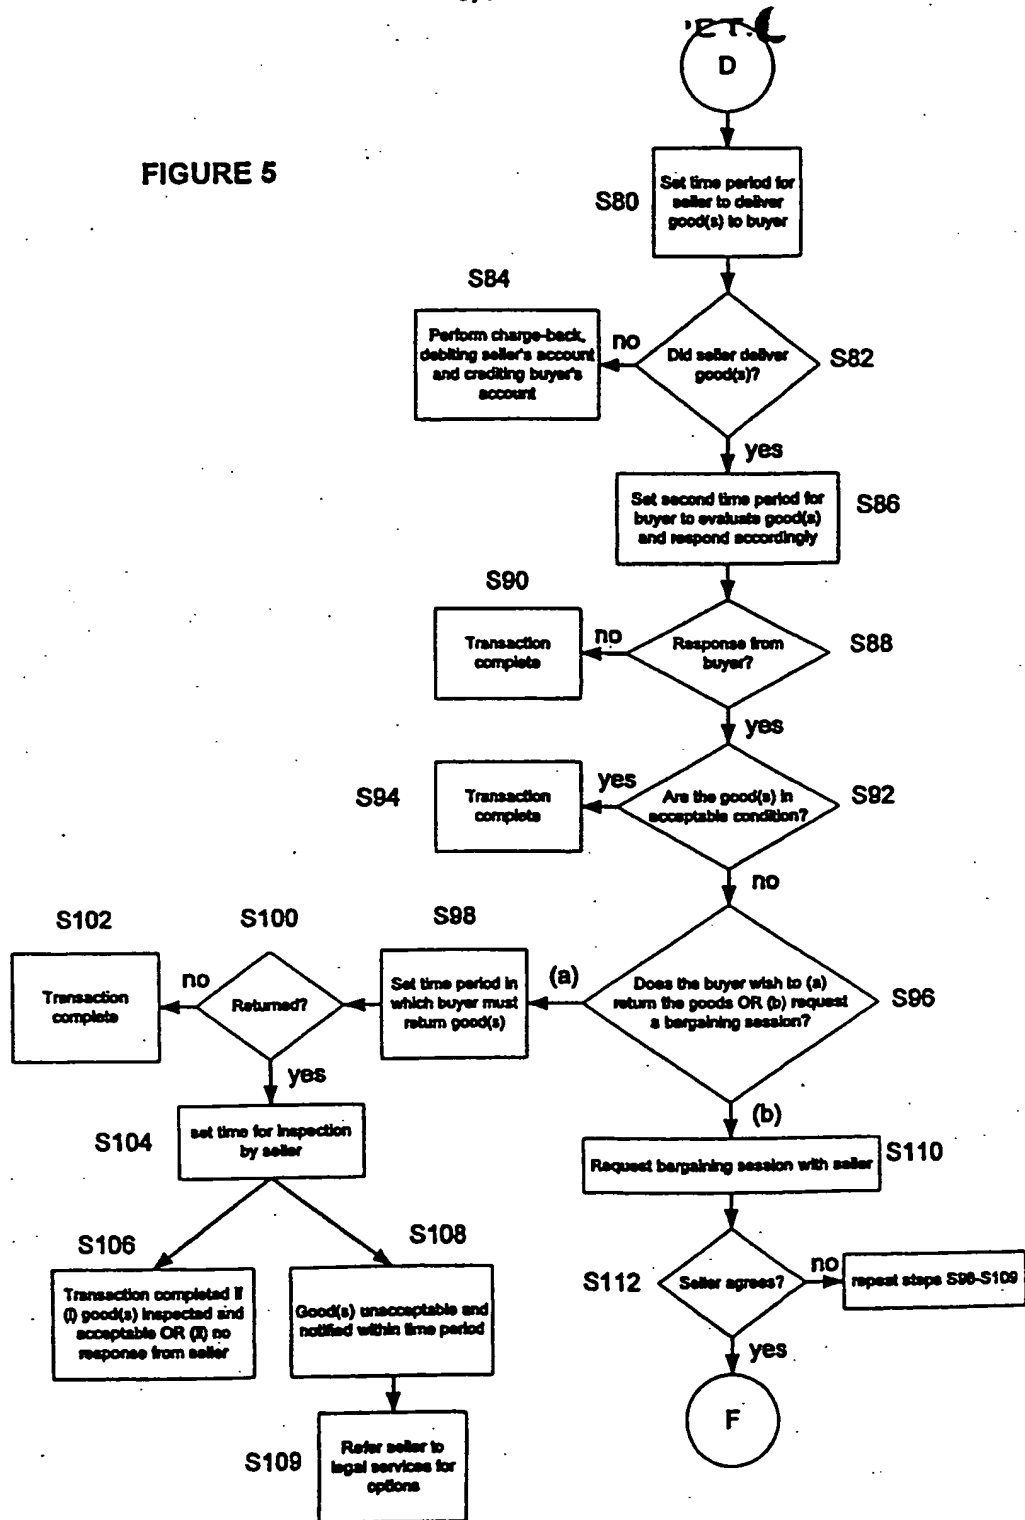 D
FIGURE 5
S80
Set time period for
seller to deliver
good(s) to buyer
S84
Perform charge-back,
debiting seller's account
and crediting buyer's
account
no
Did seller deliver
good(s)?
S82
yes
Set second time period for
buyer to evaluate good(s)
and respond accordingly
S86
S90
Transaction
complete
no
Response from
buyer?
S88
yes
S94
Transaction
complete
yes
Are the good(s) in
acceptable condition?
S92
no
S102
S100
S98
Transaction
complete
no
Returned?
Set time period in
which buyer must
return good(s)
(a)
Does the buyer wish to (a)
return the goods OR (b) request
a bargaining session?
S96
yes
(b)
S104
set time for inspection
by seller
Request bargaining session with seller
S110
S106
S108
Transaction completed if
(i) good(s) inspected and
acceptable OR (ii) no
response from seller
Good(s) unacceptable and
notified within time period
S112
Seller agrees?
no
repeat steps S98-S109
yes
S109
Refer seller to
legal services for
options
F